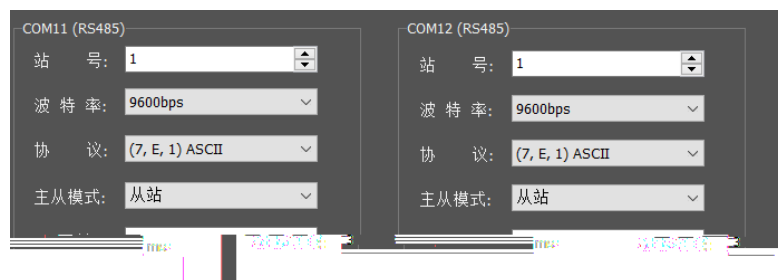 COM11 (RS485)
站 号: 1
波 特 率: 9600bps
协 议: (7, E, 1) ASCII
主从模式: 从站
COM12 (RS485)
站 号: 1
波 特 率: 9600bps
协 议: (7, E, 1) ASCII
主从模式: 从站